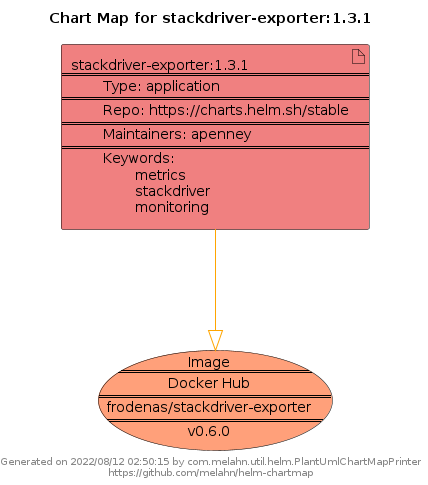 Chart Map for stackdriver-exporter:1.3.1
stackdriver-exporter:1.3.1
Type: application
Repo: https://charts.helm.sh/stable
Maintainers: apenney
Keywords:
metrics
stackdriver
monitoring
Image
Docker Hub
frodenas/stackdriver-exporter
v0.6.0
Generated on 2022/08/12 02:50:15 by com.melahn.util.helm.PlantUmlChartMapPrinter
https://github.com/melahn/helm-chartmap